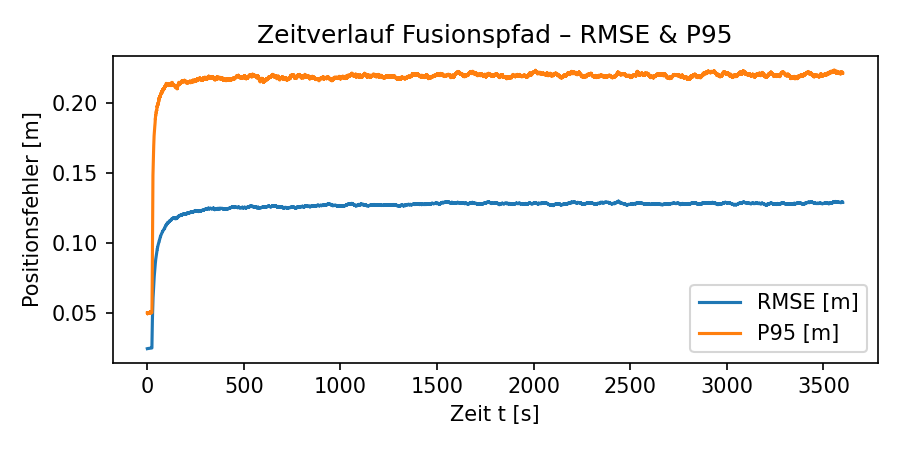 Zeitverlauf Fusionspfad – RMSE & P95
Positionsfehler [m]
0.20
0.15
0.10
0.05
RMSE [m]
P95 [m]
0 500 1000 1500 2000 2500 3000 3500
Zeit t [s]